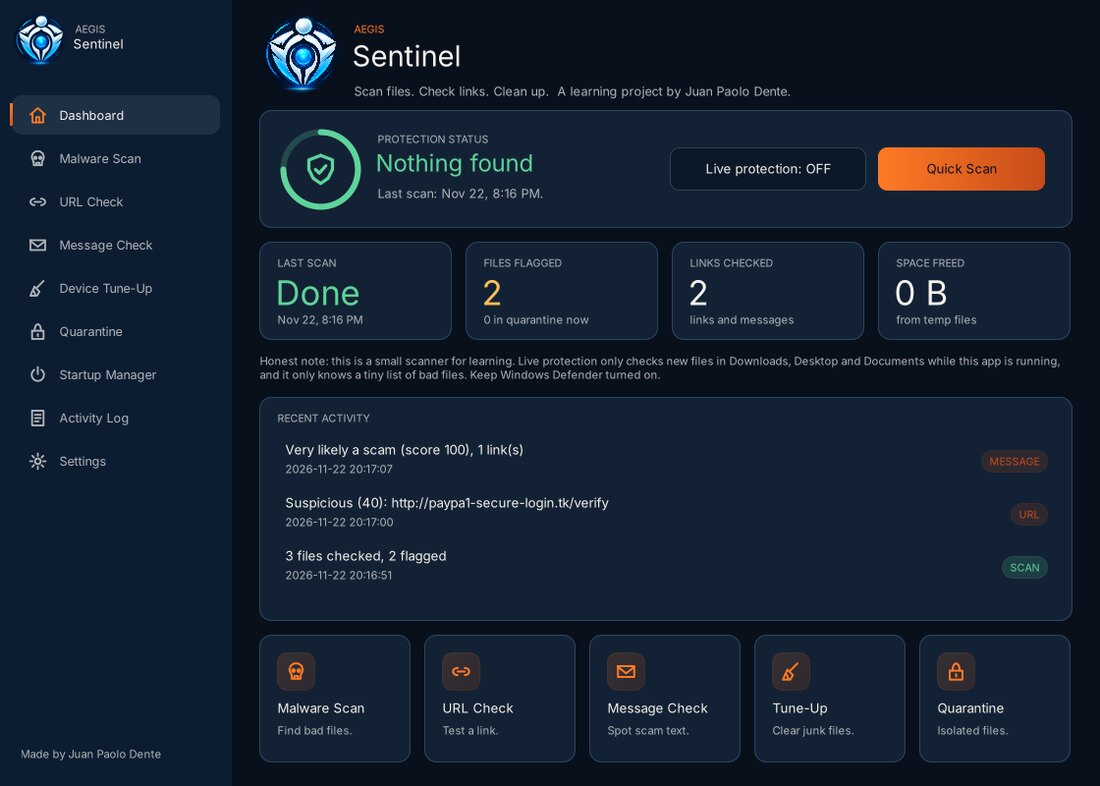 AEGIS
Sentinel
Dashboard
Malware Scan
URL Check
Message Check
Device Tune-Up
Quarantine
Startup Manager
Activity Log
Settings
Made by Juan Paolo Dente
AEGIS
Sentinel
Scan files. Check links. Clean up. A learning project by Juan Paolo Dente.
PROTECTION STATUS
Nothing found
Last scan: Nov 22, 8:16 PM.
Live protection: OFF
Quick Scan
LAST SCAN
Done
Nov 22, 8:16 PM
FILES FLAGGED
2
0 in quarantine now
LINKS CHECKED
2
links and messages
SPACE FREED
0 B
from temp files
Honest note: this is a small scanner for learning. Live protection only checks new files in Downloads, Desktop and Documents while this app is running,
and it only knows a tiny list of bad files. Keep Windows Defender turned on.
RECENT ACTIVITY
Very likely a scam (score 100), 1 link(s)
2026-11-22 20:17:07
MESSAGE
Suspicious (40): http://paypa1-secure-login.tk/verify
2026-11-22 20:17:00
URL
3 files checked, 2 flagged
2026-11-22 20:16:51
SCAN
Malware Scan
Find bad files.
URL Check
Test a link.
Message Check
Spot scam text.
Tune-Up
Clear junk files.
Quarantine
Isolated files.